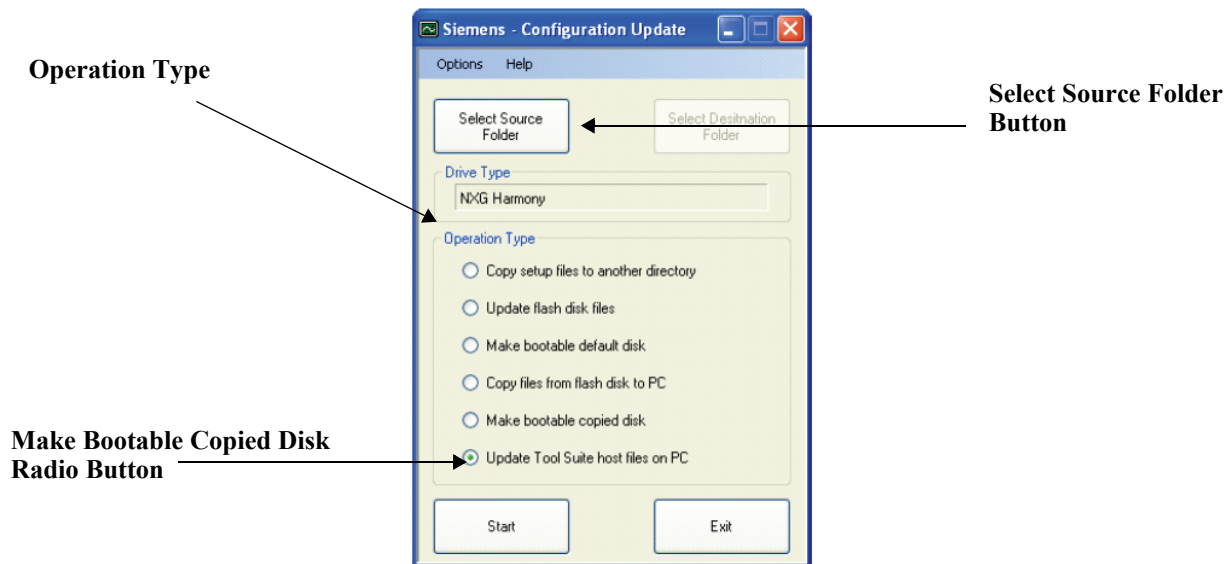 Siemens - Configuration Update
Options Help
Operation Type
Select Source
Folder
Select Desitnation
Folder
Select Source Folder
Button
Drive Type
NXG Harmony
Operation Type
Copy setup files to another directory
Update flash disk files
Make bootable default disk
Copy files from flash disk to PC
Make bootable copied disk
Make Bootable Copied Disk
Radio Button
Update Tool Suite host files on PC
Start
Exit